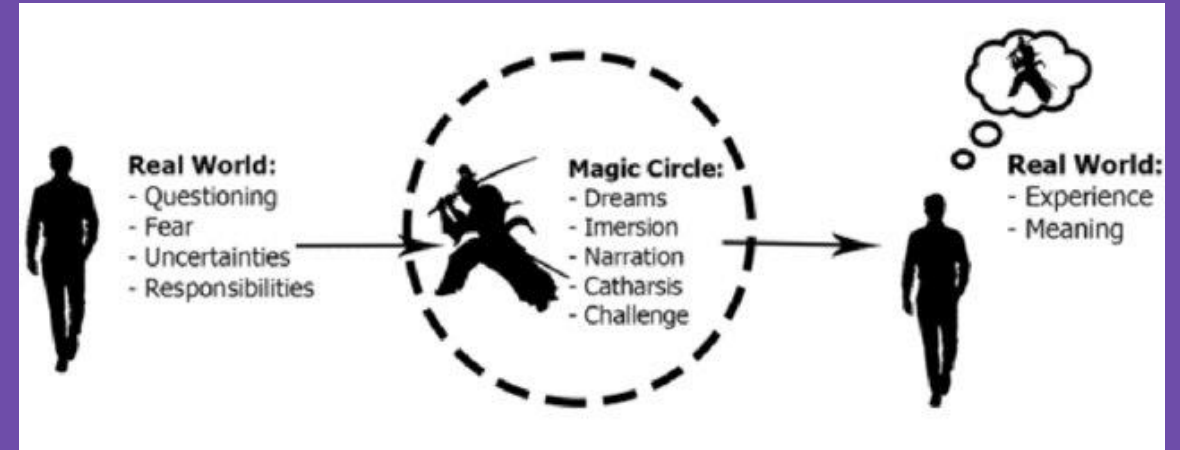 Real World:
- Questioning
- Fear
- Uncertainties
- Responsibilities
Magic Circle:
- Dreams
- Imersion
- Narration
- Catharsis
- Challenge
Real World:
- Experience
- Meaning